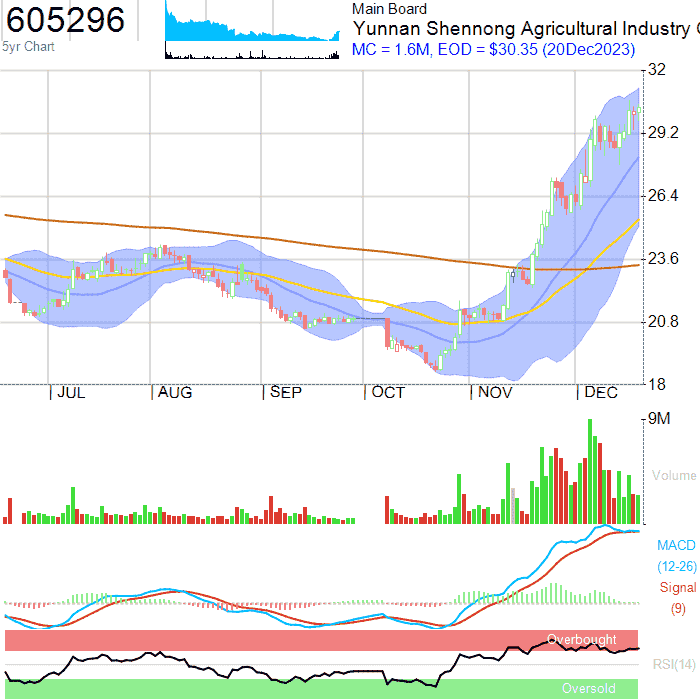 605296
5yr Chart
Main Board
Yunnan Shennong Agricultural Industry
MC = 1.6M, EOD = $30.35 (20Dec2023)
32
29.2
26.4
23.6
20.8
18
JUL
AUG
SEP
OCT
NOV
DEC
9M
Volume
MACD
(12-26)
Signal
(9)
Overbought
RSI(14)
Oversold